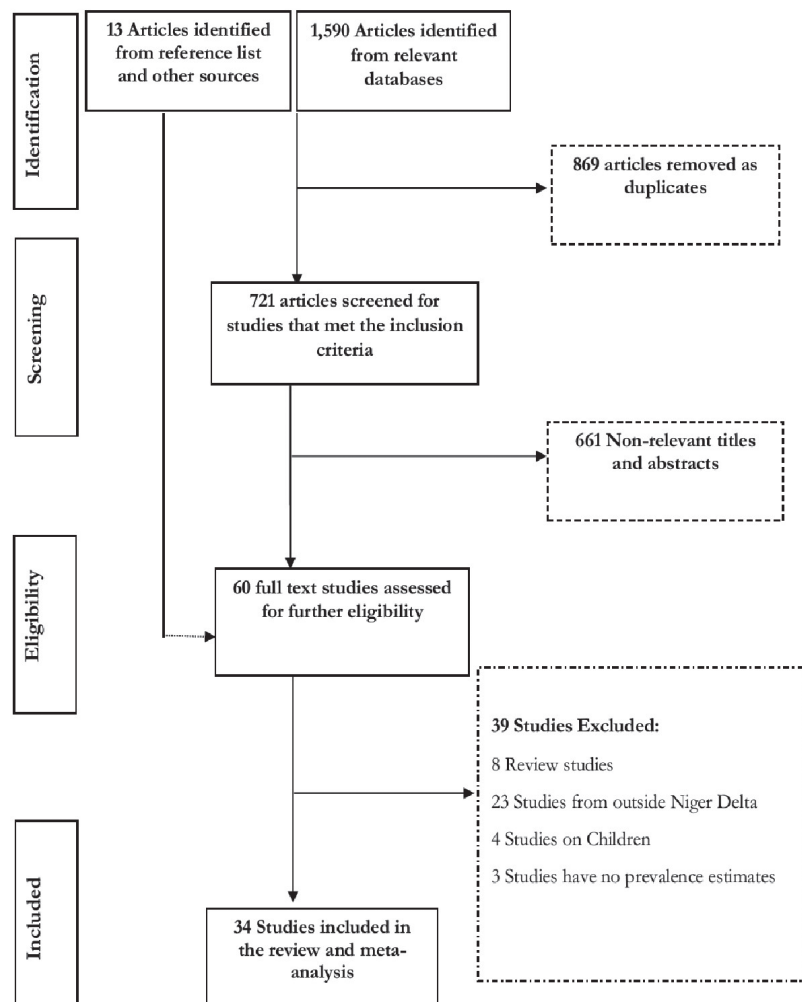 Identification
13 Articles identified
from reference list
and other sources
1,590 Articles identified
from relevant
databases
869 articles removed as
duplicates
Screening
721 articles screened for
studies that met the inclusion
criteria
661 Non-relevant titles
and abstracts
Eligibility
60 full text studies assessed
for further eligibility
39 Studies Excluded:
8 Review studies
23 Studies from outside Niger Delta
4 Studies on Children
3 Studies have no prevalence estimates
Included
34 Studies included in
the review and meta-
analysis